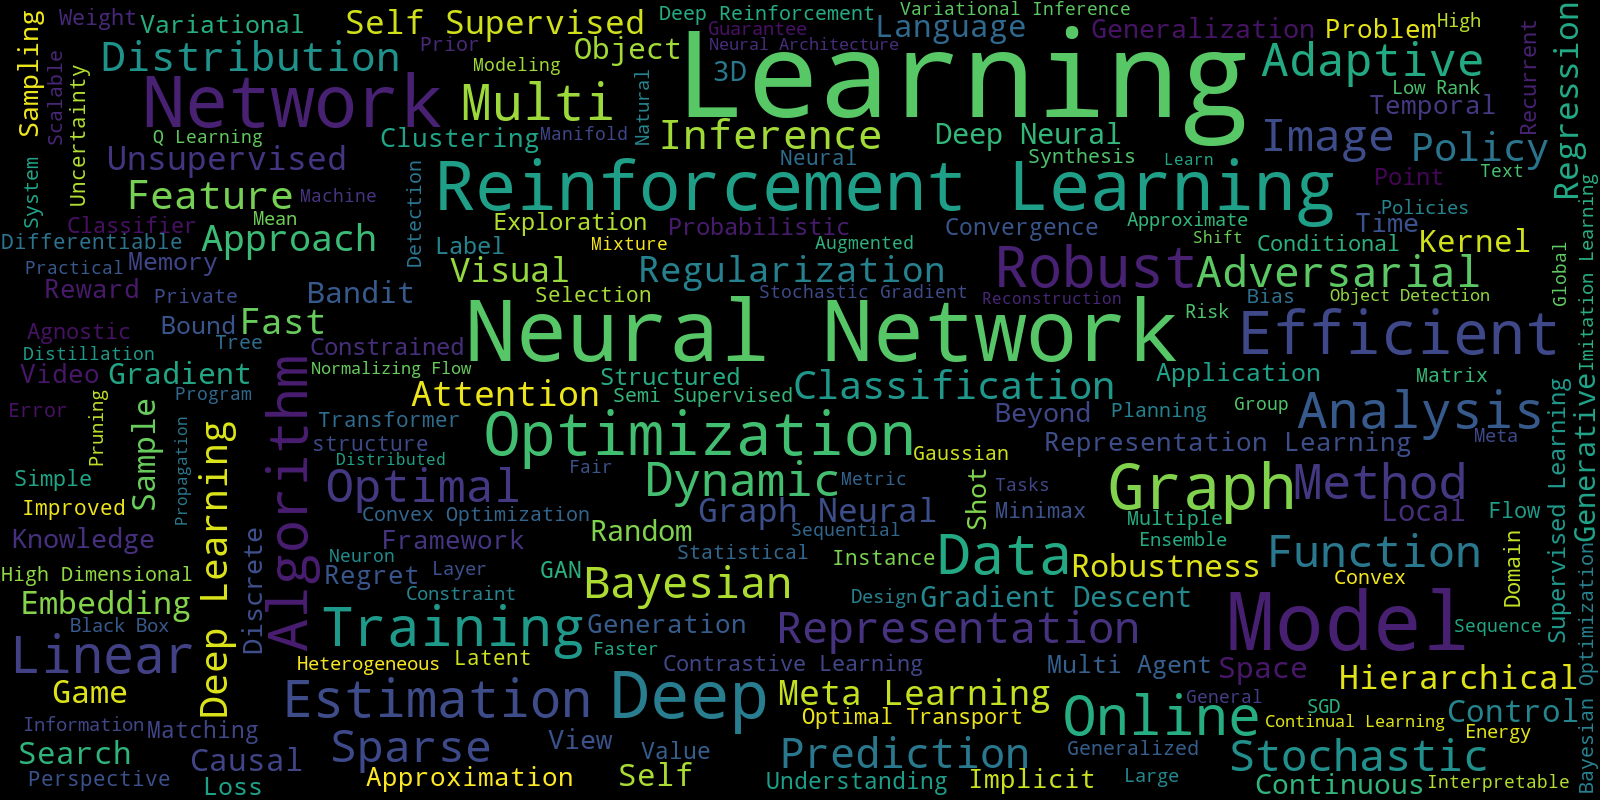 Weight
Variational
Self Supervised
Deep Reinforcement
Variational Inference
Guarantee
Language
Generalization
Problem
High
Sampling
Scalable
Distribution
Prior
Object
Neural Architecture
Learning
Adaptive
Recurrent
Regression
Modeling
3D
Network
Multi
Natural
Low Rank
Temporal
Uncertainty
Q Learning
Clustering
Manifold
Inference
Deep Neural
Image
Policy
Unsupervised
Neural
Synthesis
Learn
System
Detection
Reinforcement Learning
Point
Text
Feature
Machine
Policies
Classifier
Mean
Exploration
Probabilistic
Convergence
Approximate
Time
Differentiable
Approach
Label
Mixture
Augmented
Shift
Conditional
Kernel
Imitation Learning
Practical
Memory
Visual
Regularization
Robust
Adversarial
Global
Reward
Private
Bandit
Selection
Stochastic Gradient
Reconstruction
Bias
Object Detection
Agnostic
Bound
Fast
Risk
Tree
Neural Network
Efficient
Distillation
Constrained
Video
Gradient
Normalizing Flow
Structured
Classification
Application
Matrix
Algorithm
Program
Attention
Semi Supervised
Error
Pruning
Sample
Propagation
Transformer
Beyond
Planning
Group
Analysis
Generative
structure
Optimization
Representation Learning
Meta
Supervised Learning
Deep Learning
Distributed
Fair
Gaussian
Simple
Optimal
Dynamic
Metric
Shot
Tasks
Graph
Method
Improved
Convex Optimization
Graph Neural
Minimax
Multiple
Local
Flow
Knowledge
Discrete
Framework
Random
Sequential
Ensemble
Domain
Neuron
Statistical
Instance
Data
Robustness
Function
High Dimensional
Regret
Layer
GAN
Bayesian
Convex
Embedding
Constraint
Design
Gradient Descent
Bayesian Optimization
Black Box
Training
Generation
Representation
Model
Sequence
Linear
Faster
Heterogeneous
Latent
Contrastive Learning
Multi Agent
Space
Hierarchical
Game
Estimation
Deep
Meta Learning
General
Information
Matching
Optimal Transport
Online
SGD
Continual Learning
Control
Energy
Search
Causal
Sparse
View
Value
Prediction
Generalized
Stochastic
Perspective
Loss
Approximation
Self
Understanding
Implicit
Large
Continuous
Interpretable